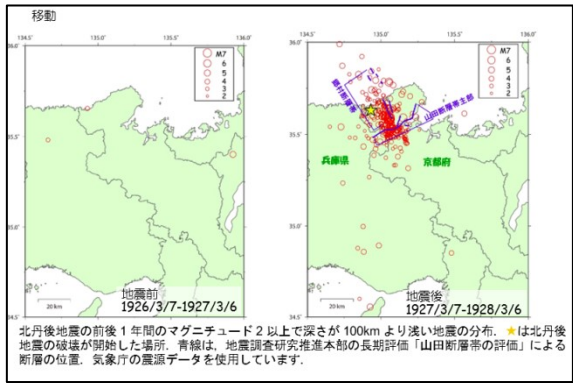 移動
134.5°
135.0°
135.5°
36.0°
35.5°
35.0°
M7
6
5
4
3
2
20 km
地震前
1926/3/7-1927/3/6
134.5°
135.0°
135.5°
36.0°
35.5°
35.0°
M7
6
5
4
3
2
郷村断層帯
山田断層帯主部
兵庫県
京都府
20 km
地震後
1927/3/7-1928/3/6
北丹後地震の前後1年間のマグニチュード2以上で深さが100kmより浅い地震の分布．★は北丹後
地震の破壊が開始した場所．青線は，地震調査研究推進本部の長期評価「山田断層帯の評価」による
断層の位置．気象庁の震源データを使用しています．